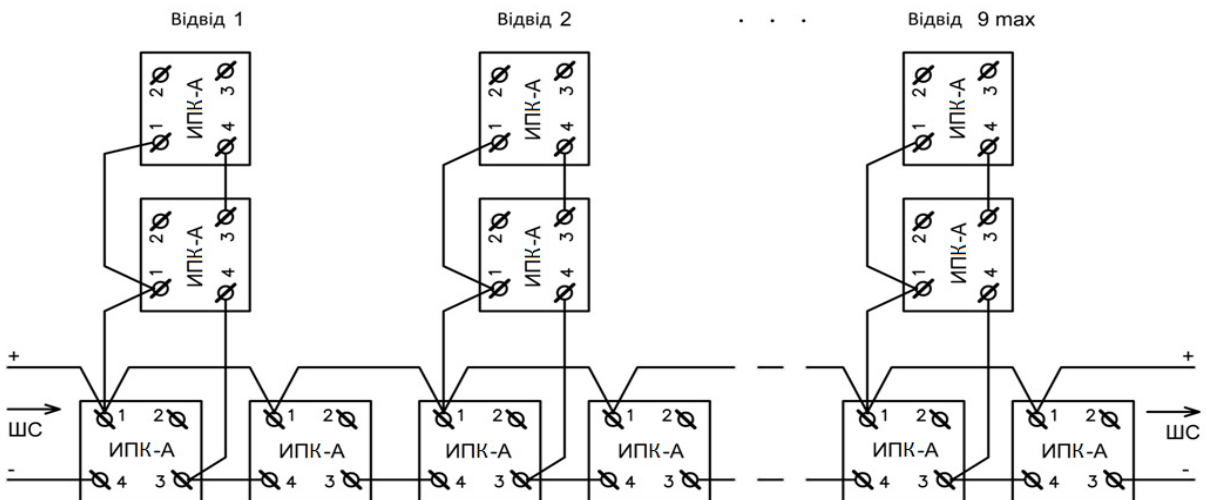 Відвід 1 Відвід 2 . . . Відвід 9 max
2 3 2 3 2 3
ИПК-А ИПК-А ИПК-А
1 4 1 4 1 4
2 3 2 3 2 3
ИПК-А ИПК-А ИПК-А
1 4 1 4 1 4
+ +
1 2 1 2 1 2 1 2 1 2 1 2
ШС ШС
ИПК-А ИПК-А ИПК-А ИПК-А ИПК-А ИПК-А
- 4 3 4 3 4 3 4 3 4 3 4 3 -